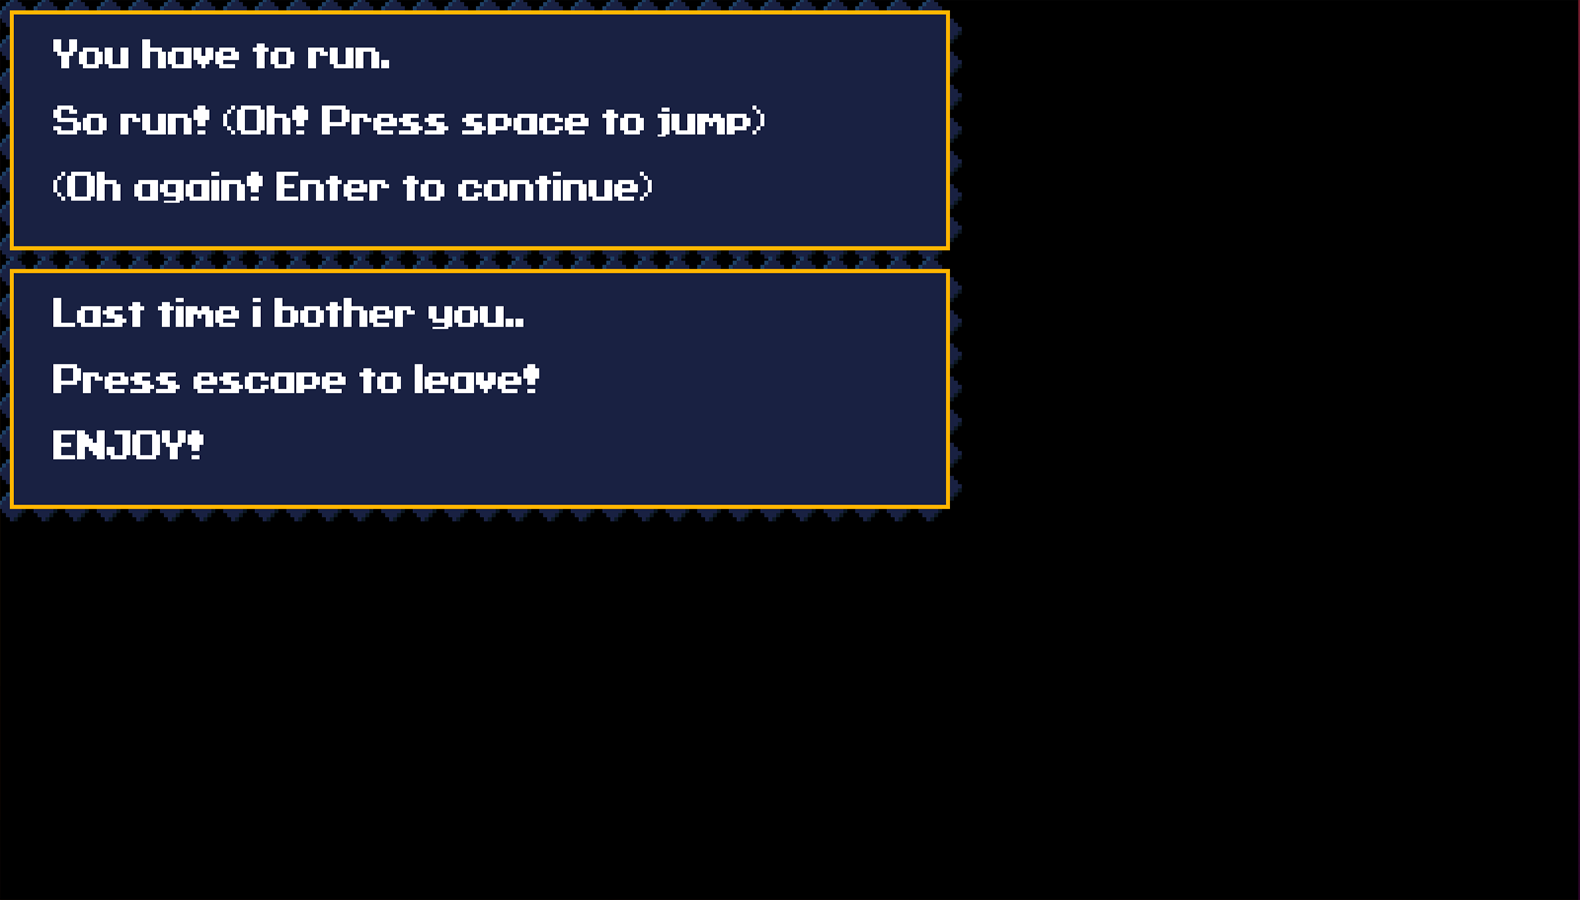 You have to run.
So run! (Oh! Press space to jump)
(Oh again! Enter to continue)
Last time i bother you..
Press escape to leave!
ENJOY!